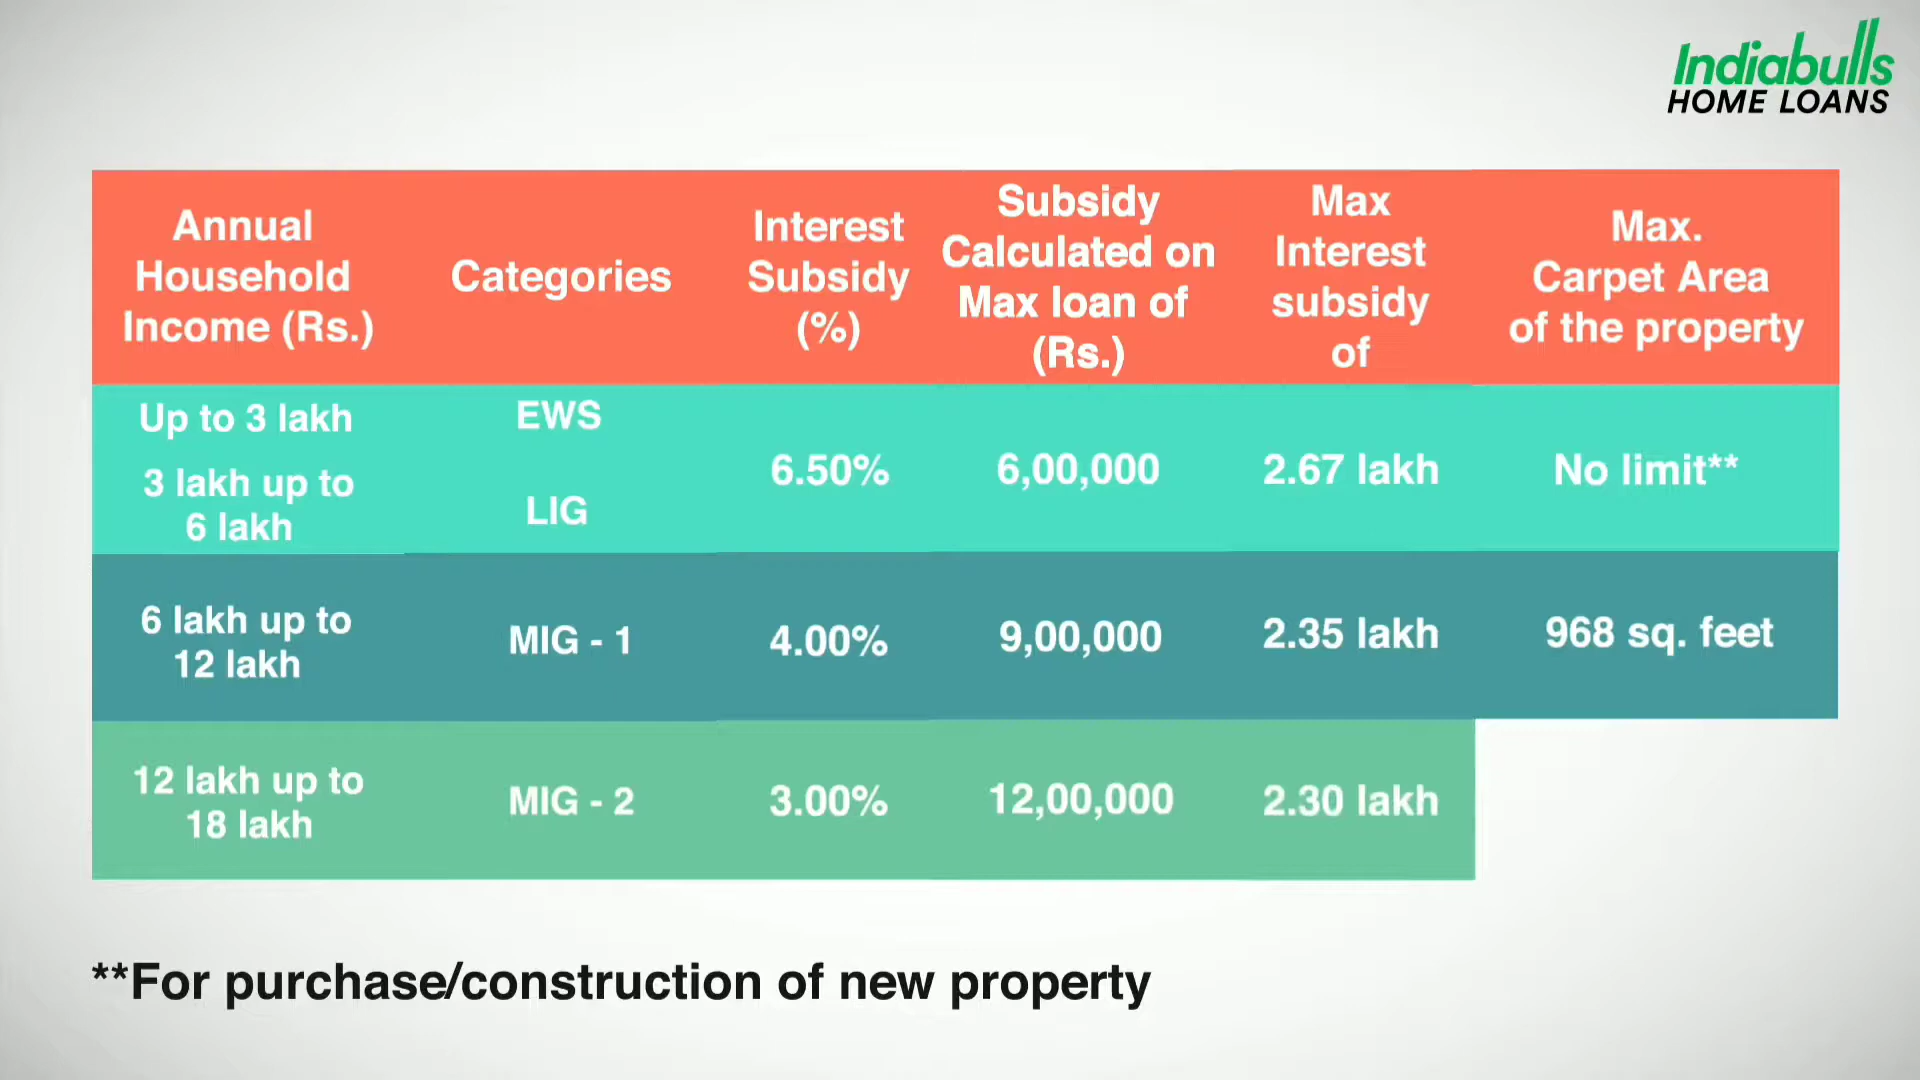 Indiabulls
HOME LOANS
Annual
Household
Income (Rs.)
Categories
Interest
Subsidy
(%)
Subsidy
Calculated on
Max loan of
(Rs.)
Max
Interest
subsidy
of
Max.
Carpet Area
of the property
Up to 3 lakh
EWS
3 lakh up to
6 lakh
LIG
6.50%
6,00,000
2.67 lakh
No limit**
6 lakh up to
12 lakh
MIG - 1
4.00%
9,00,000
2.35 lakh
968 sq. feet
12 lakh up to
18 lakh
MIG - 2
3.00%
12,00,000
2.30 lakh
**For purchase/construction of new property